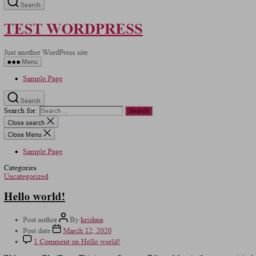 Search
TEST WORDPRESS
Just another WordPress site
Menu
Sample Page
Search
Search for: Search … Search
Close search
Close Menu
Sample Page
Categories
Uncategorized
Hello world!
Post author By krishna
Post date March 12, 2020
1 Comment on Hello world!